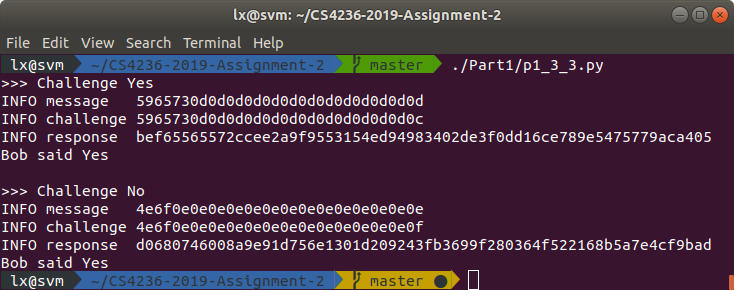 lx@svm: ~/CS4236-2019-Assignment-2
File Edit View Search Terminal Help
lx@svm ~/CS4236-2019-Assignment-2 master ./Part1/p1_3_3.py
>>> Challenge Yes
INFO message 5965730d0d0d0d0d0d0d0d0d0d0d0d0d
INFO challenge 5965730d0d0d0d0d0d0d0d0d0d0d0d0c
INFO response bef65565572ccee2a9f9553154ed94983402de3f0dd16ce789e5475779aca405
Bob said Yes
>>> Challenge No
INFO message 4e6f0e0e0e0e0e0e0e0e0e0e0e0e0e0e
INFO challenge 4e6f0e0e0e0e0e0e0e0e0e0e0e0e0e0f
INFO response d0680746008a9e91d756e1301d209243fb3699f280364f522168b5a7e4cf9bad
Bob said Yes
lx@svm ~/CS4236-2019-Assignment-2 master ●